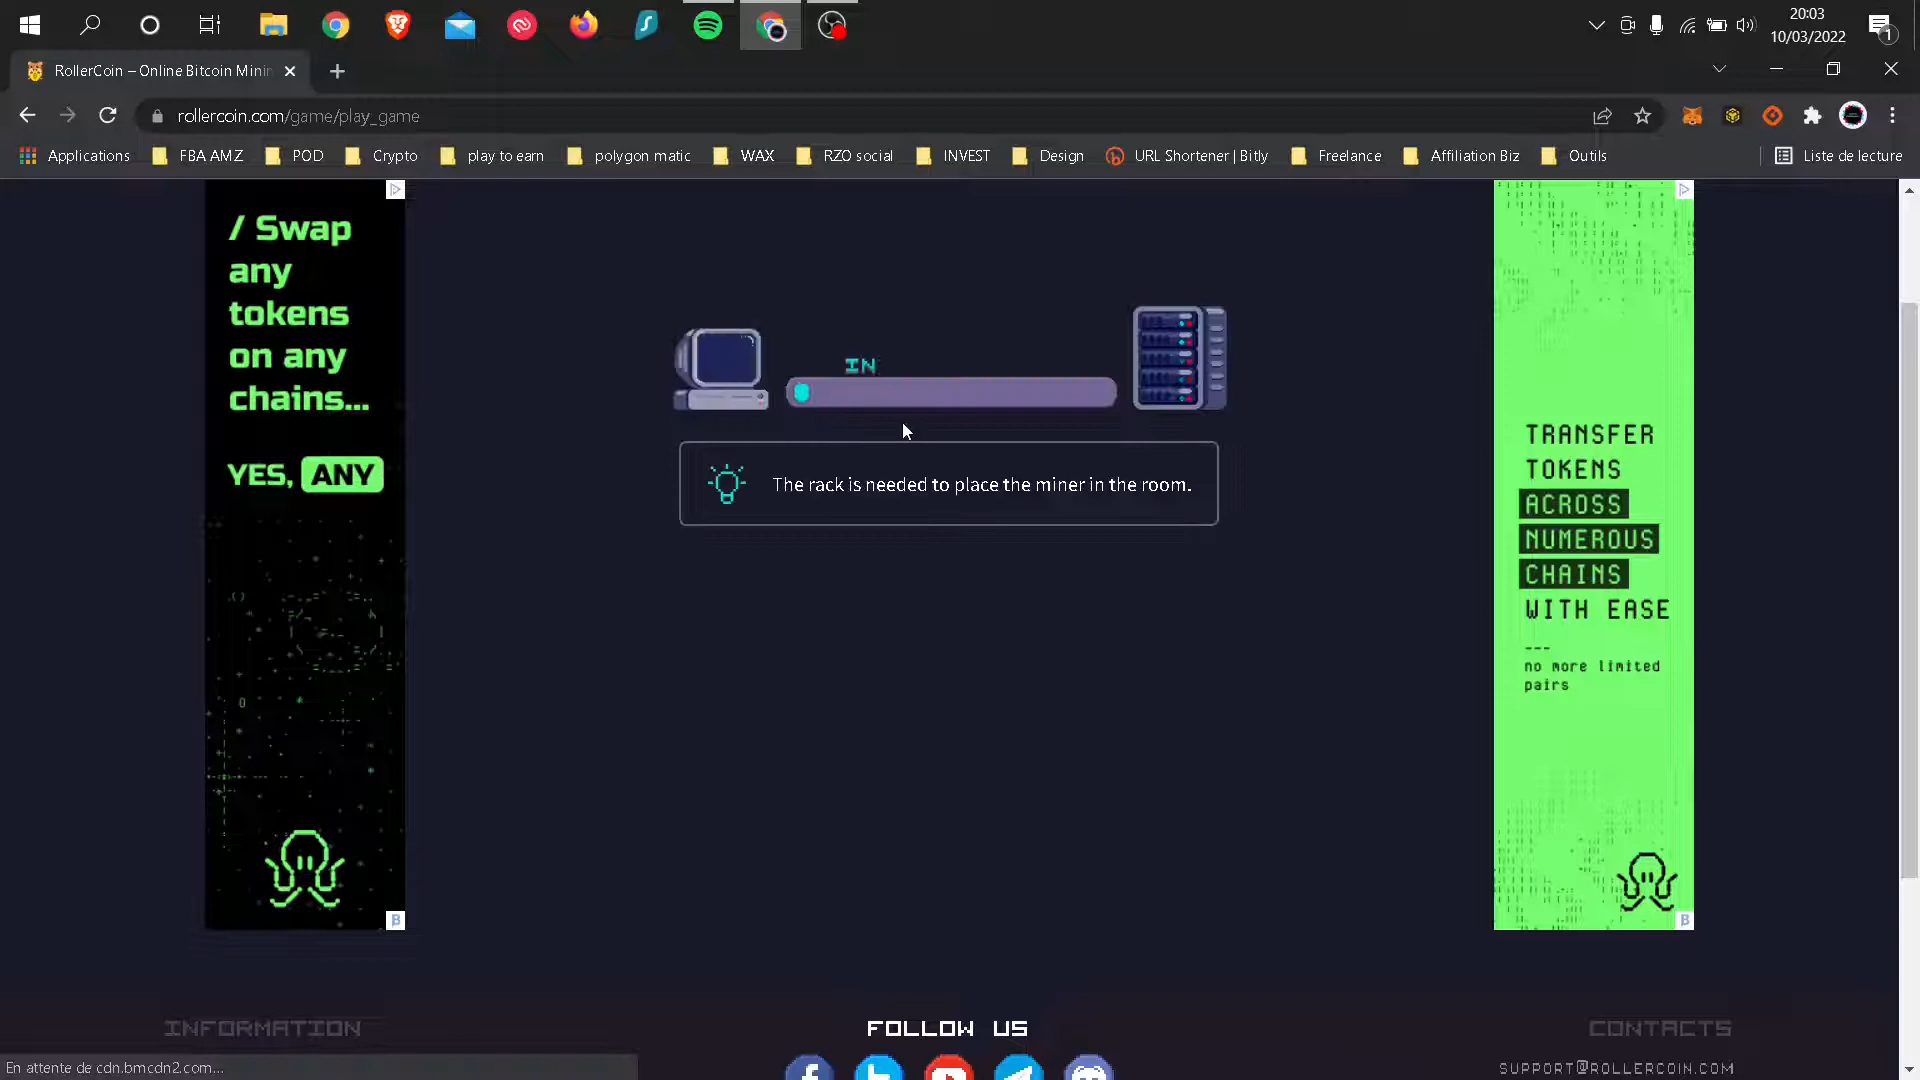 20:03
10/03/2022
1
RollerCoin – Online Bitcoin Minin
rollercoin.com/game/play_game
Applications FBA AMZ POD Crypto play to earn polygon matic WAX RZO social INVEST Design URL Shortener | Bitly Freelance Affiliation Biz Outils Liste de lecture
/ Swap
any
tokens
on any
chains...
YES, ANY
B
IN
The rack is needed to place the miner in the room.
TRANSFER
TOKENS
ACROSS
NUMEROUS
CHAINS
WITH EASE
---
no more limited
pairs
B
INFORMATION
FOLLOW US
CONTACTS
SUPPORT@ROLLERCOIN.COM
En attente de cdn.bmcdn2.com...